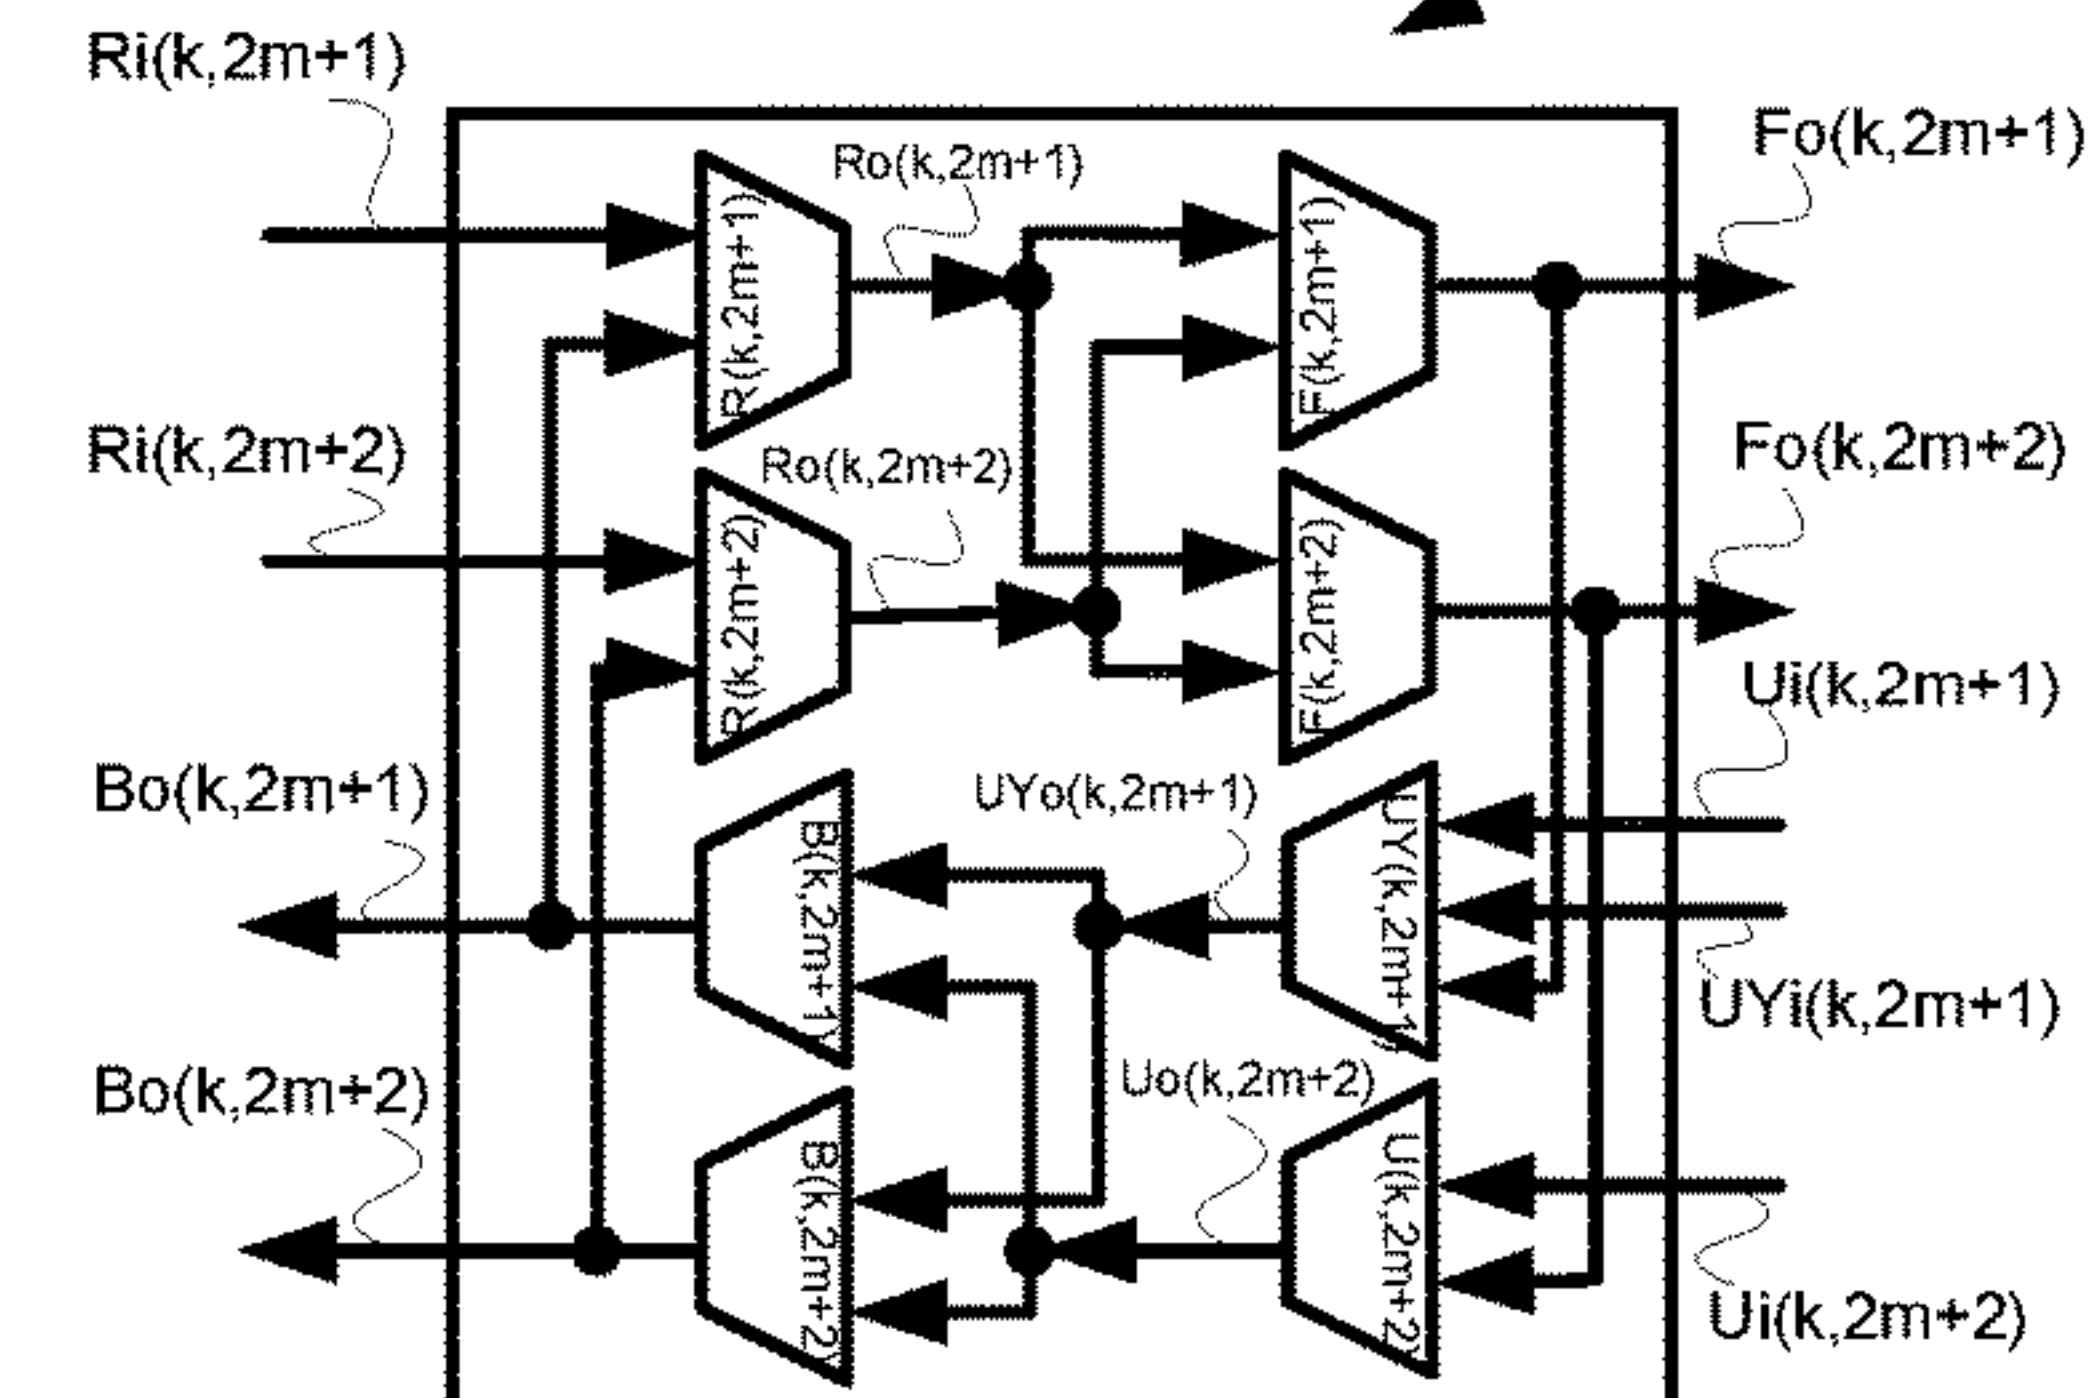 Ri(k,2m+1)
Fo(k,2m+1)
Ro(k,2m+1)
R(k,2m+1)
F(k,2m+1)
Ri(k,2m+2)
Fo(k,2m+2)
Ro(k,2m+2)
R(k,2m+2)
F(k,2m+2)
Ui(k,2m+1)
Bo(k,2m+1)
UYo(k,2m+1)
B(k,2m+1)
UY(k,2m+1)
UYi(k,2m+1)
Bo(k,2m+2)
Uo(k,2m+2)
B(k,2m+2)
U(k,2m+2)
Ui(k,2m+2)